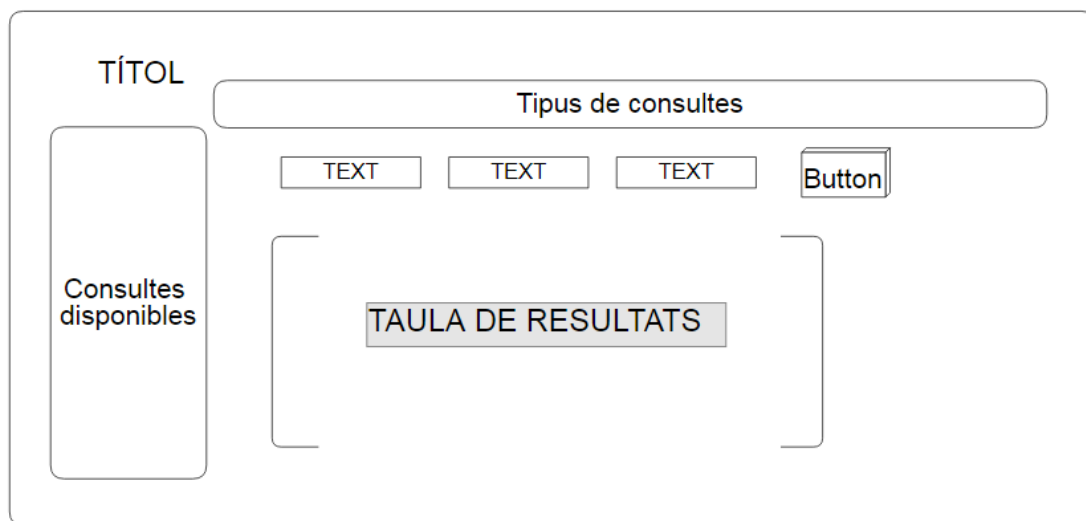 TÍTOL
Tipus de consultes
TEXT TEXT TEXT Button
Consultes
disponibles
TAULA DE RESULTATS